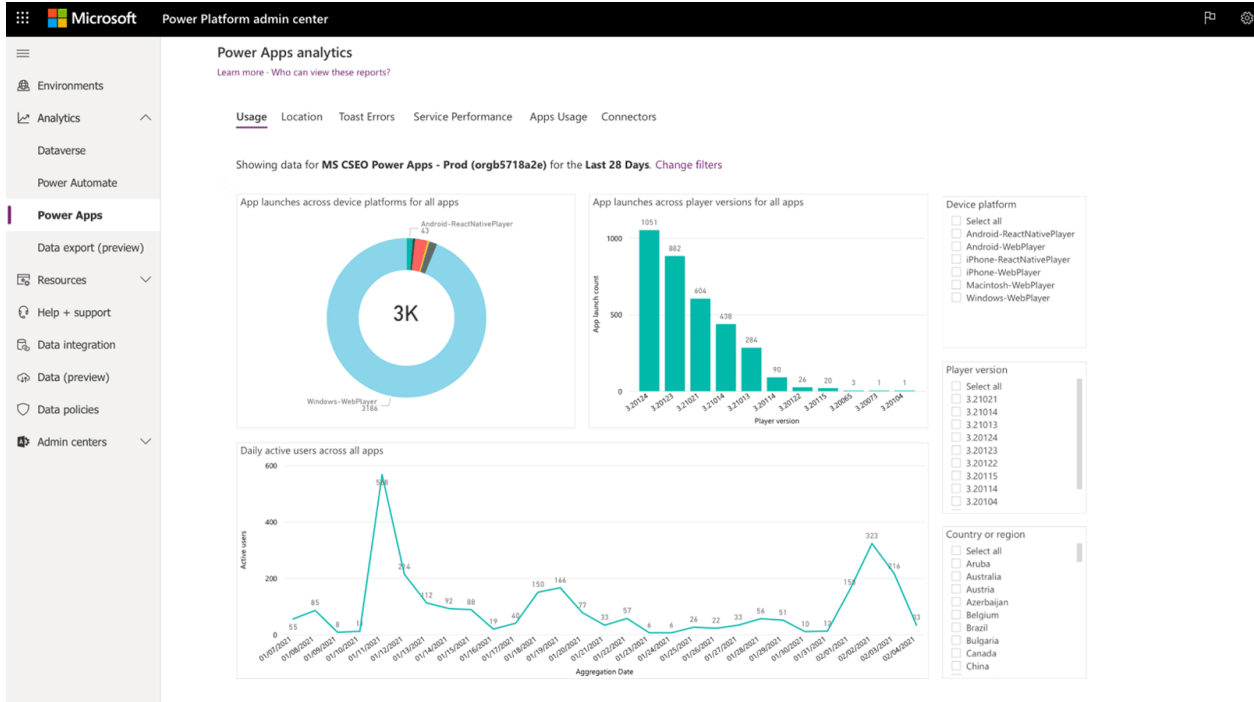 Microsoft Power Platform admin center
Power Apps analytics
Learn more · Who can view these reports?
Environments
Analytics
Dataverse
Power Automate
Power Apps
Data export (preview)
Resources
Help + support
Data integration
Data (preview)
Data policies
Admin centers
Usage Location Toast Errors Service Performance Apps Usage Connectors
Showing data for MS CSEO Power Apps - Prod (orgb5718a2e) for the Last 28 Days. Change filters
App launches across device platforms for all apps
Android-ReactNativePlayer
43
3K
Windows-WebPlayer
3186
App launches across player versions for all apps
App launch count
1000
500
0
1051
882
604
438
284
90
26
20
3
1
1
3.20124 3.20123 3.21021 3.21014 3.21013 3.20114 3.20122 3.20115 3.20065 3.20073 3.20104
Player version
Device platform
Select all
Android-ReactNativePlayer
Android-WebPlayer
iPhone-ReactNativePlayer
iPhone-WebPlayer
Macintosh-WebPlayer
Windows-WebPlayer
Player version
Select all
3.21021
3.21014
3.21013
3.20124
3.20123
3.20122
3.20115
3.20114
3.20104
Daily active users across all apps
Active users
600
400
200
0
55 85 8 214 112 92 88 19 40 150 166 77 33 57 6 6 26 22 33 56 51 10 12 323 216
01/07/2021 01/08/2021 01/09/2021 01/10/2021 01/11/2021 01/12/2021 01/13/2021 01/14/2021 01/15/2021 01/16/2021 01/17/2021 01/18/2021 01/19/2021 01/20/2021 01/21/2021 01/22/2021 01/23/2021 01/24/2021 01/25/2021 01/26/2021 01/27/2021 01/28/2021 01/29/2021 01/30/2021 01/31/2021 02/01/2021 02/02/2021 02/03/2021 02/04/2021
Aggregation Date
Country or region
Select all
Aruba
Australia
Austria
Azerbaijan
Belgium
Brazil
Bulgaria
Canada
China